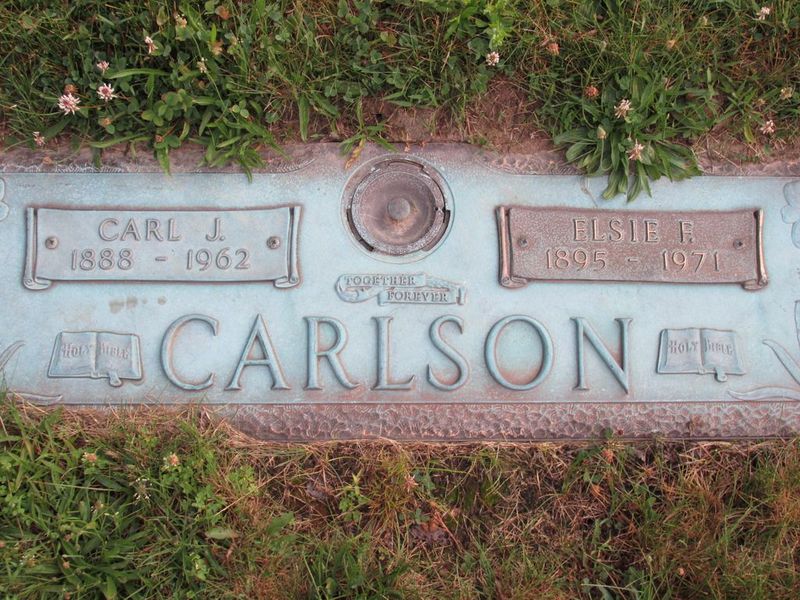 CARL J.
1888 - 1962
ELSIE F.
1895 - 1971
TOGETHER
FOREVER
HOLY BIBLE
CARLSON
HOLY BIBLE